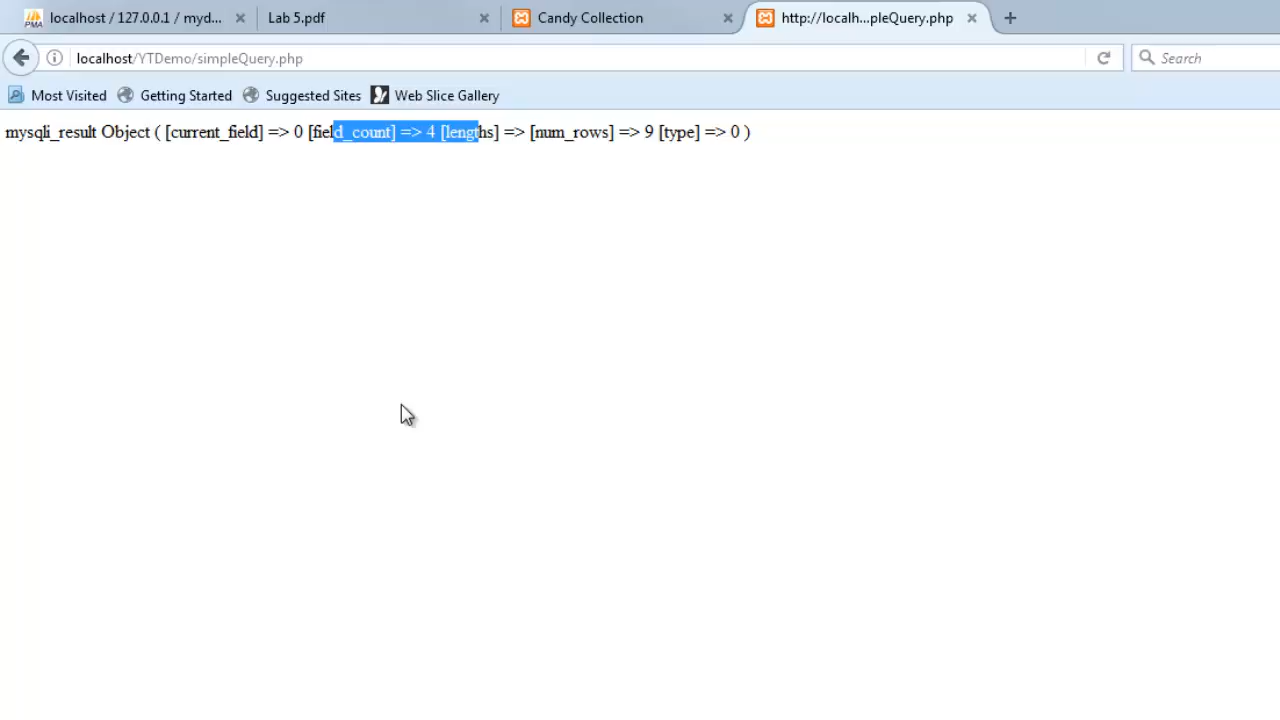 localhost / 127.0.0.1 / myd...
Lab 5.pdf
Candy Collection
http://localh...pleQuery.php
localhost/YTDemo/simpleQuery.php
Search
Most Visited
Getting Started
Suggested Sites
Web Slice Gallery
mysqli_result Object ( [current_field] => 0 [field_count] => 4 [lengths] => [num_rows] => 9 [type] => 0 )